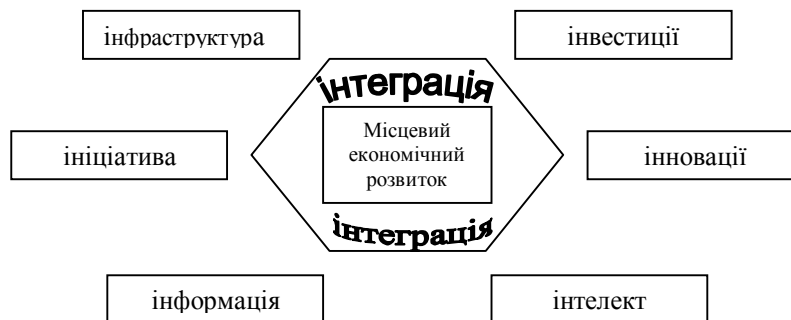 інфраструктура
інвестиції
інтеграція
Місцевий
економічний
розвиток
ініціатива
інновації
інтеграція
інформація
інтелект